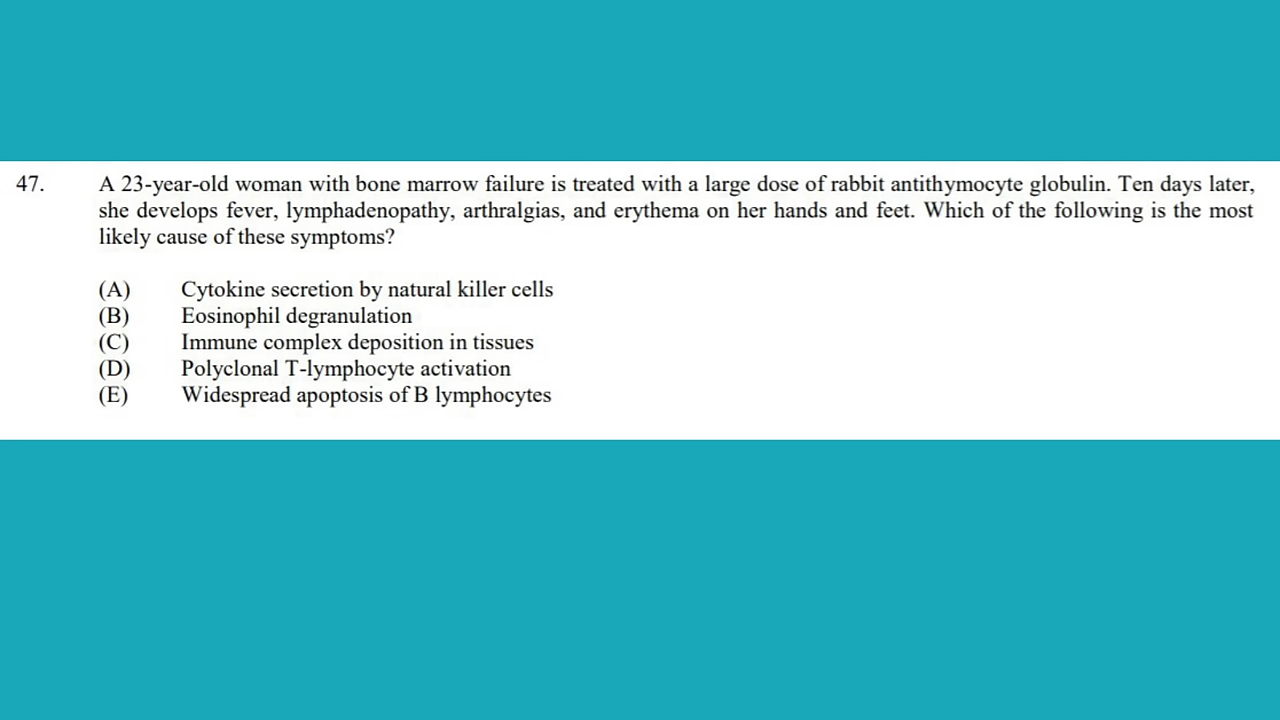 47. A 23-year-old woman with bone marrow failure is treated with a large dose of rabbit antithymocyte globulin. Ten days later,
she develops fever, lymphadenopathy, arthralgias, and erythema on her hands and feet. Which of the following is the most
likely cause of these symptoms?
(A) Cytokine secretion by natural killer cells
(B) Eosinophil degranulation
(C) Immune complex deposition in tissues
(D) Polyclonal T-lymphocyte activation
(E) Widespread apoptosis of B lymphocytes